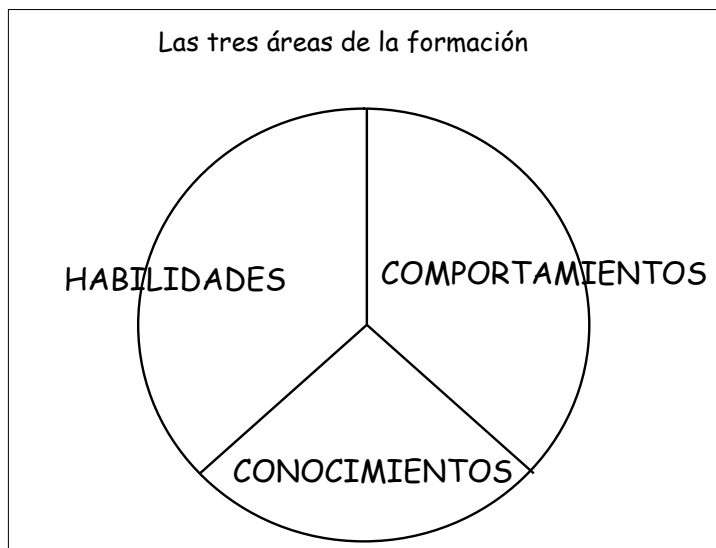 Las tres áreas de la formación
HABILIDADES
COMPORTAMIENTOS
CONOCIMIENTOS